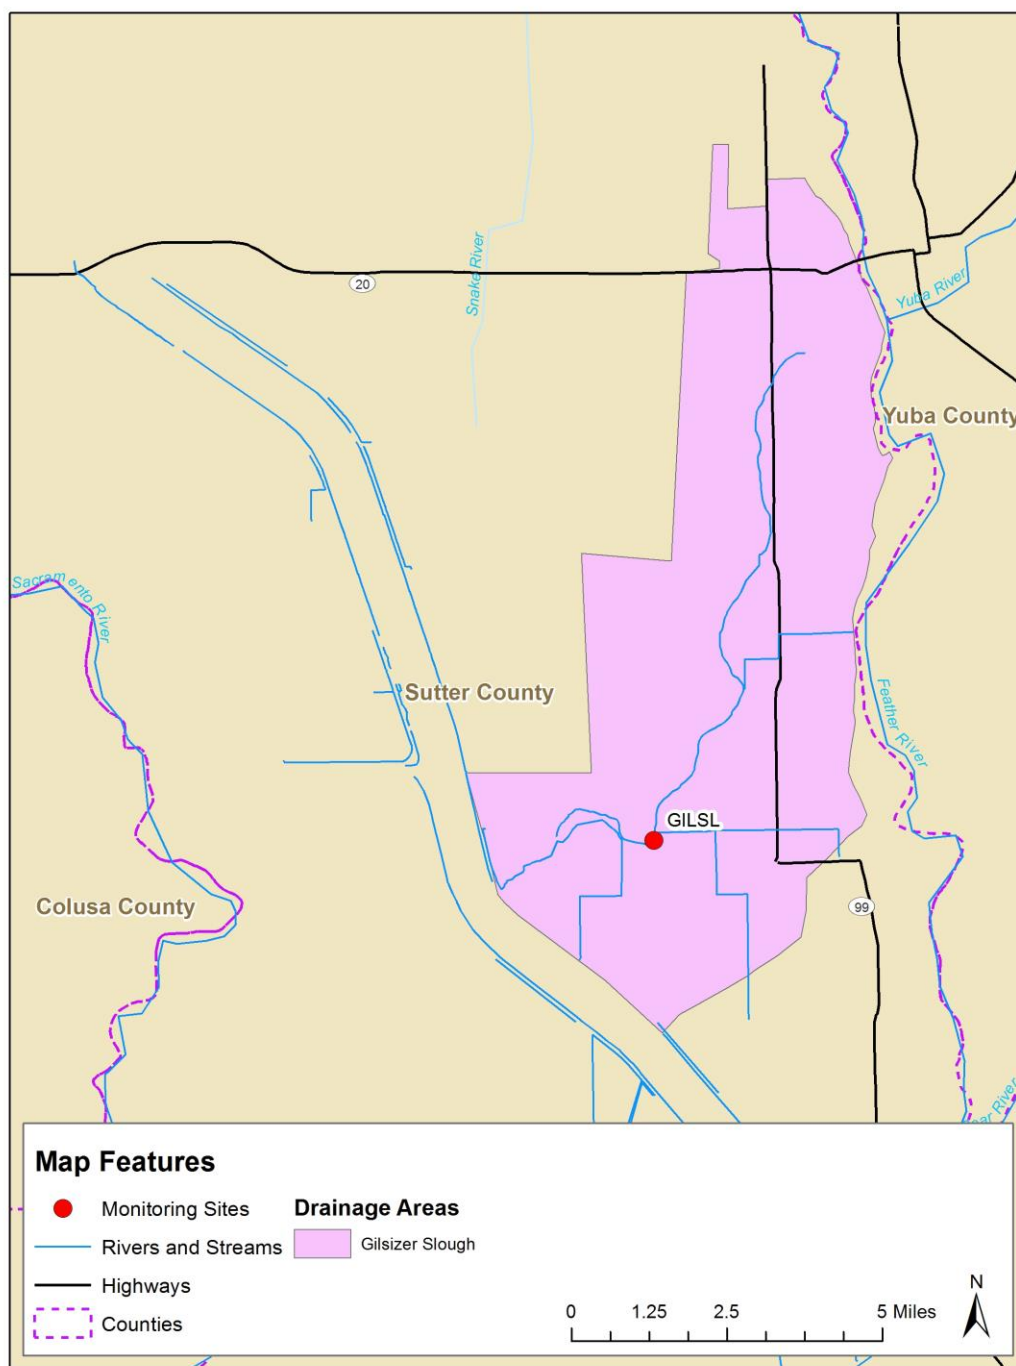 20
Snake River
Yuba River
Yuba County
Sacramento River
Sutter County
Feather River
GILSL
Colusa County
99
River
Map Features
Monitoring Sites
Rivers and Streams
Highways
Counties
Drainage Areas
Gilsizer Slough
0 1.25 2.5 5 Miles
N